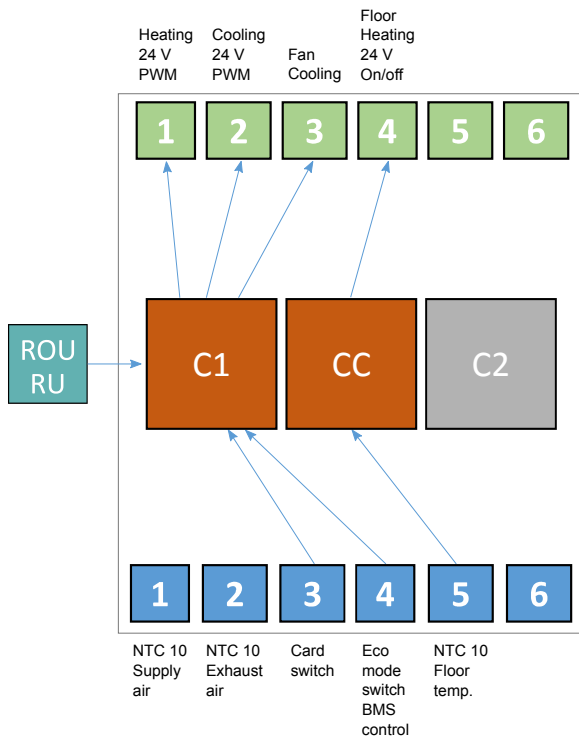 Heating
24 V
PWM
Cooling
24 V
PWM
Fan
Cooling
Floor
Heating
24 V
On/off
1
2
3
4
5
6
ROU
RU
C1
CC
C2
1
2
3
4
5
6
NTC 10
Supply
air
NTC 10
Exhaust
air
Card
switch
Eco
mode
switch
BMS
control
NTC 10
Floor
temp.